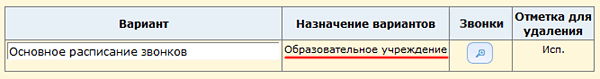 Вариант
Назначение вариантов
Звонки
Отметка для
удаления
Основное расписание звонков
Образовательное учреждение
Исп.